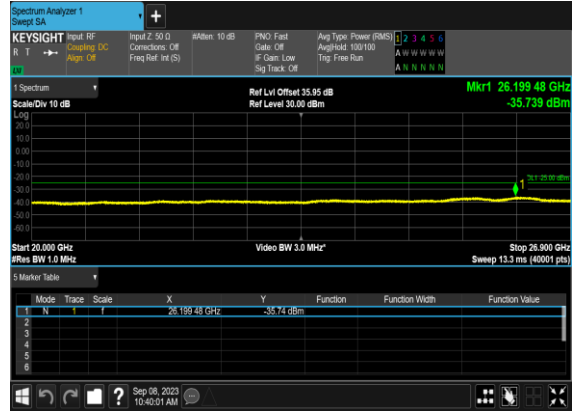 Spectrum Analyzer 1
Swept SA
+
KEYSIGHT Input: RF Input Z: 50 Ω #Atten: 10 dB PNO: Fast Avg Type: Power (RMS) 1 2 3 4 5 6
R T Coupling: DC Corrections: Off Gate: Off Avg|Hold: 100/100 A W W W W W
Align: Off Freq Ref: Int (S) IF Gain: Low Trig: Free Run
Sig Track: Off A N N N N N
LW
1 Spectrum Ref Lvl Offset 35.95 dB Mkr1 26.199 48 GHz
Scale/Div 10 dB Ref Level 30.00 dBm -35.739 dBm
Log
20.0
10.0
0.00
-10.0
-20.0
DL1 -25.00 dBm
1
-30.0
-40.0
-50.0
-60.0
Start 20.000 GHz Video BW 3.0 MHz* Stop 26.900 GHz
#Res BW 1.0 MHz Sweep 13.3 ms (40001 pts)
5 Marker Table
Mode Trace Scale X Y Function Function Width Function Value
1 N 1 f 26.199 48 GHz -35.74 dBm
2
3
4
5
6
? Sep 08, 2023
10:40:01 AM